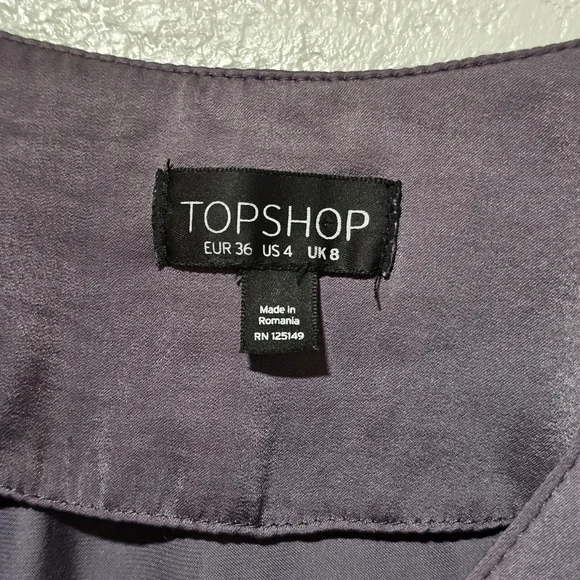 TOPSHOP
EUR 36 US 4 UK 8
Made in
Romania
RN 125149